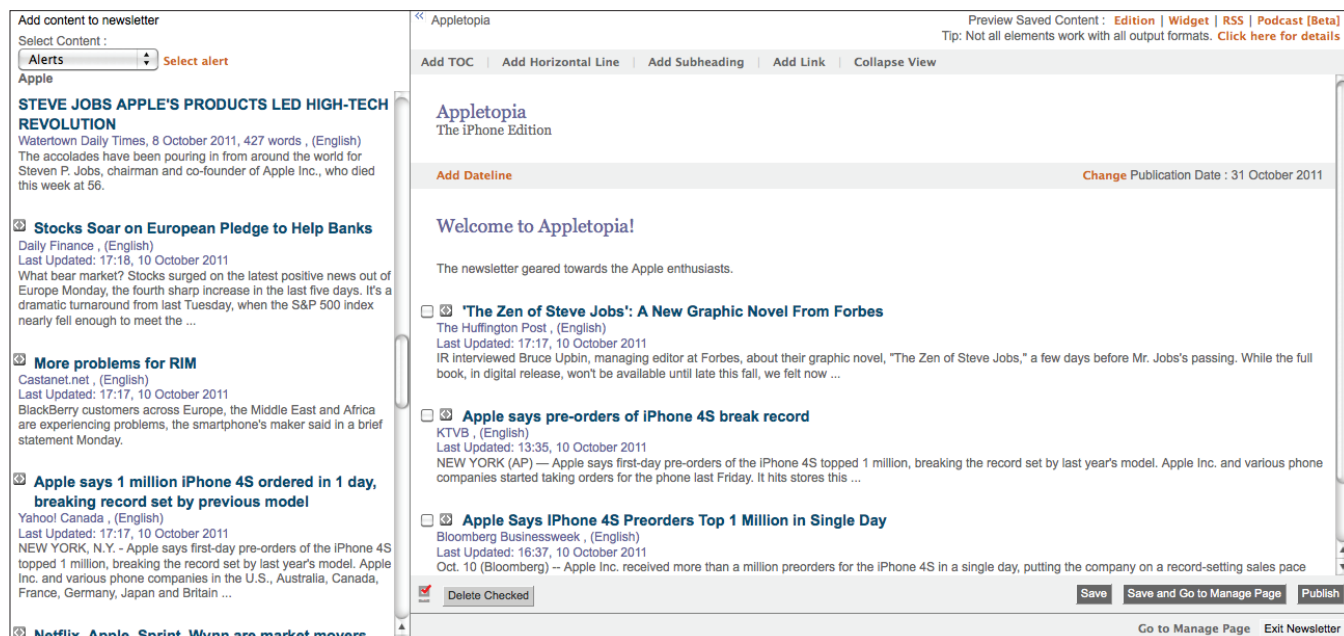 Add content to newsletter
Select Content :
Alerts
Select alert
Apple
STEVE JOBS APPLE'S PRODUCTS LED HIGH-TECH
REVOLUTION
Watertown Daily Times, 8 October 2011, 427 words , (English)
The accolades have been pouring in from around the world for
Steven P. Jobs, chairman and co-founder of Apple Inc., who died
this week at 56.
Stocks Soar on European Pledge to Help Banks
Daily Finance , (English)
Last Updated: 17:18, 10 October 2011
What bear market? Stocks surged on the latest positive news out of
Europe Monday, the fourth sharp increase in the last five days. It's a
dramatic turnaround from last Tuesday, when the S&P 500 index
nearly fell enough to meet the ...
More problems for RIM
Castanet.net , (English)
Last Updated: 17:17, 10 October 2011
BlackBerry customers across Europe, the Middle East and Africa
are experiencing problems, the smartphone's maker said in a brief
statement Monday.
Apple says 1 million iPhone 4S ordered in 1 day,
breaking record set by previous model
Yahoo! Canada , (English)
Last Updated: 17:17, 10 October 2011
NEW YORK, N.Y. - Apple says first-day pre-orders of the iPhone 4S
topped 1 million, breaking the record set by last year's model. Apple
Inc. and various phone companies in the U.S., Australia, Canada,
France, Germany, Japan and Britain ...
Netflix, Apple, Sprint, Wynn are market movers
« Appletopia
Preview Saved Content : Edition | Widget | RSS | Podcast [Beta]
Tip: Not all elements work with all output formats. Click here for details
Add TOC | Add Horizontal Line | Add Subheading | Add Link | Collapse View
Appletopia
The iPhone Edition
Add Dateline
Change Publication Date : 31 October 2011
Welcome to Appletopia!
The newsletter geared towards the Apple enthusiasts.
'The Zen of Steve Jobs': A New Graphic Novel From Forbes
The Huffington Post , (English)
Last Updated: 17:17, 10 October 2011
IR interviewed Bruce Upbin, managing editor at Forbes, about their graphic novel, "The Zen of Steve Jobs," a few days before Mr. Jobs's passing. While the full
book, in digital release, won't be available until late this fall, we felt now ...
Apple says pre-orders of iPhone 4S break record
KTVB , (English)
Last Updated: 13:35, 10 October 2011
NEW YORK (AP) — Apple says first-day pre-orders of the iPhone 4S topped 1 million, breaking the record set by last year's model. Apple Inc. and various phone
companies started taking orders for the phone last Friday. It hits stores this ...
Apple Says IPhone 4S Preorders Top 1 Million in Single Day
Bloomberg Businessweek , (English)
Last Updated: 16:37, 10 October 2011
Oct. 10 (Bloomberg) -- Apple Inc. received more than a million preorders for the iPhone 4S in a single day, putting the company on a record-setting sales pace
Delete Checked
Save
Save and Go to Manage Page
Publish
Go to Manage Page
Exit Newsletter